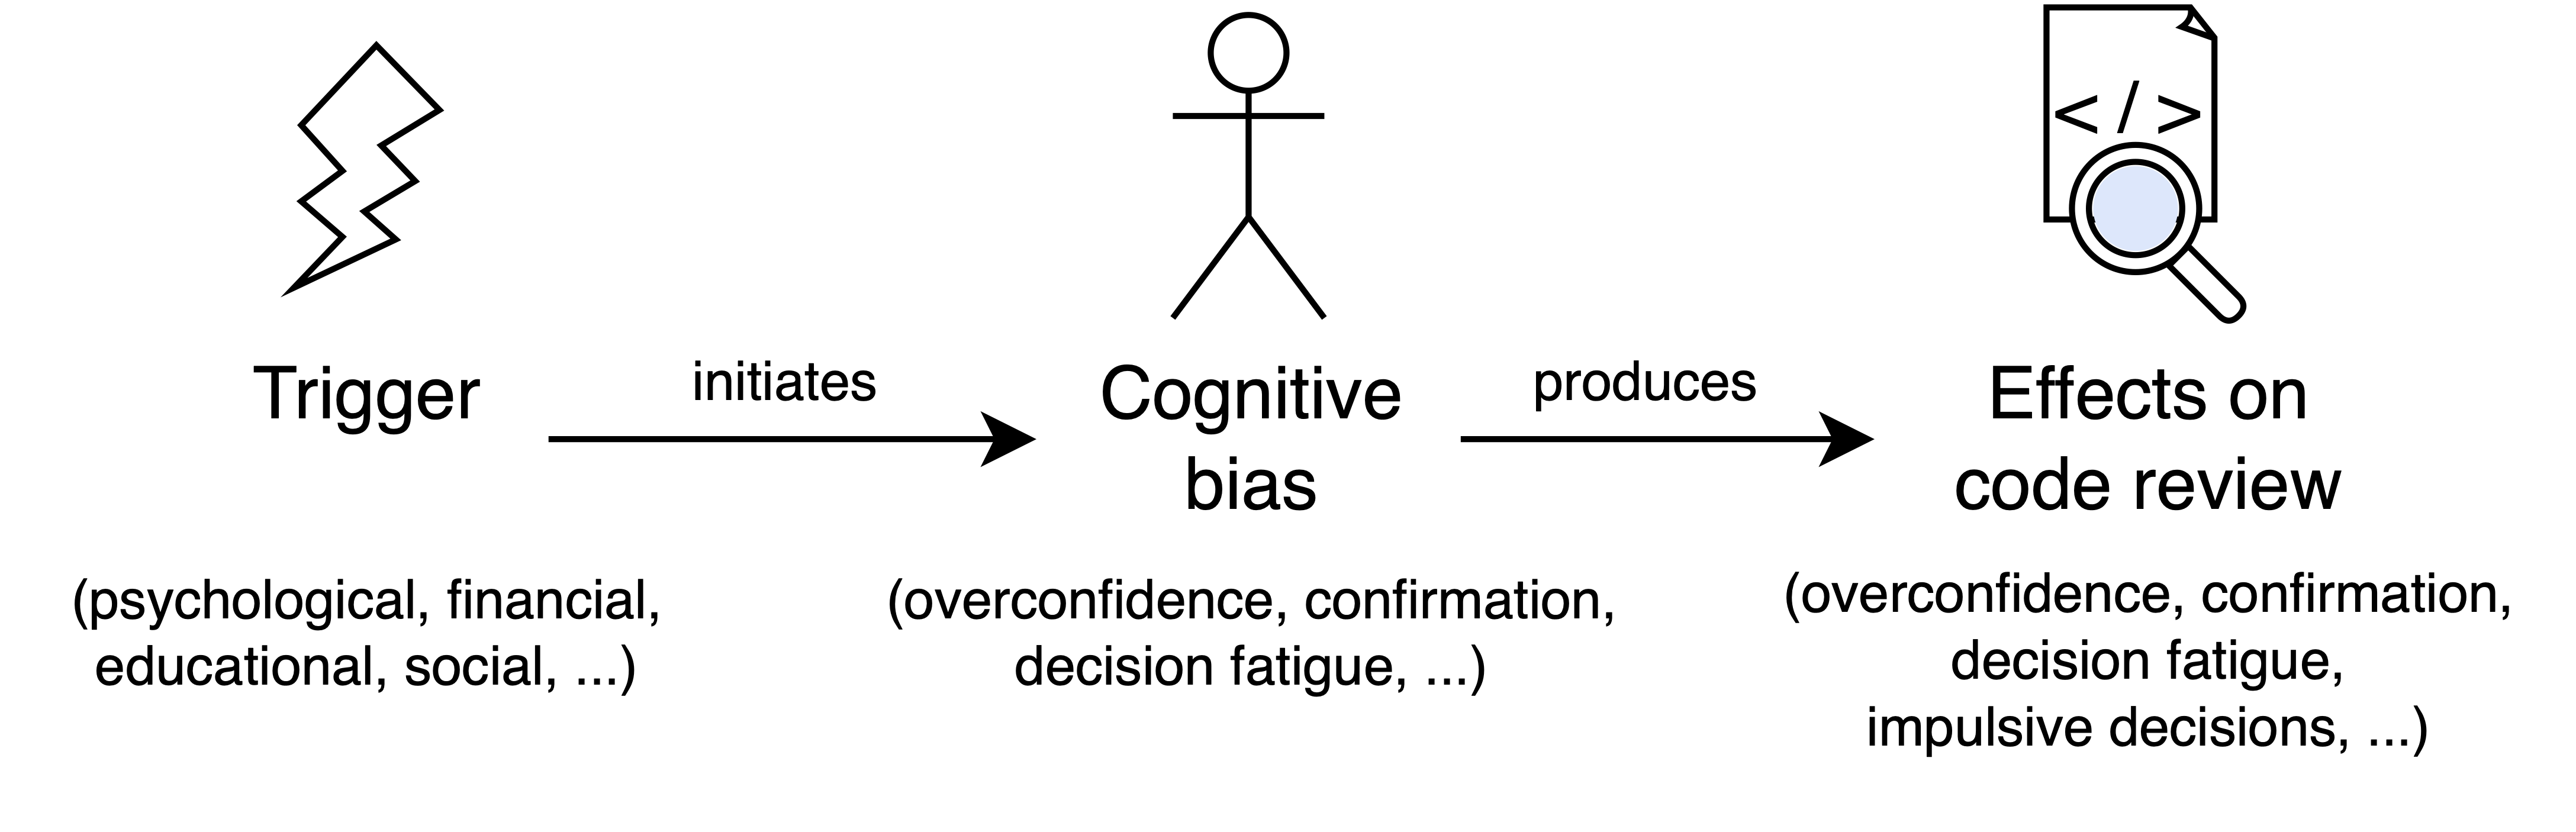 </>
Trigger
initiates
Cognitive
bias
produces
Effects on
code review
(psychological, financial,
educational, social, ...)
(overconfidence, confirmation,
decision fatigue, ...)
(overconfidence, confirmation,
decision fatigue,
impulsive decisions, ...)